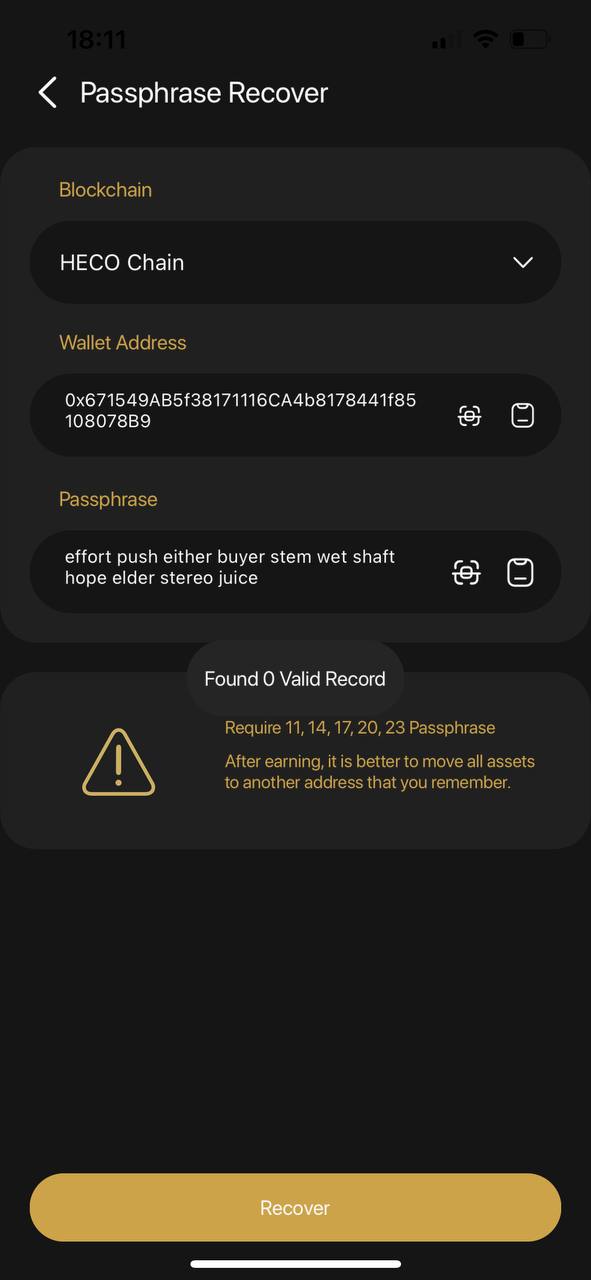 18:11
Passphrase Recover
Blockchain
HECO Chain
Wallet Address
0x671549AB5f38171116CA4b8178441f85
108078B9
Passphrase
effort push either buyer stem wet shaft
hope elder stereo juice
Found 0 Valid Record
Require 11, 14, 17, 20, 23 Passphrase
After earning, it is better to move all assets
to another address that you remember.
Recover